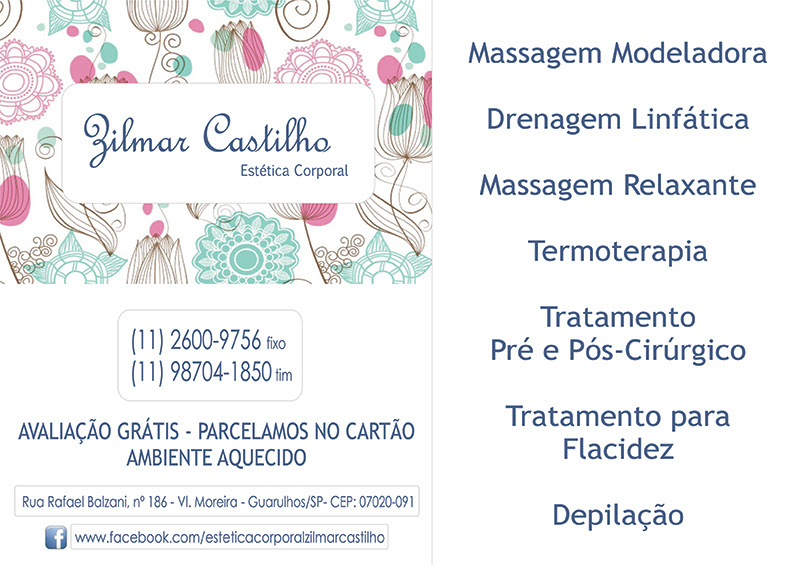 Zilmar Castilho
Estética Corporal
(11) 2600-9756 fixo
(11) 98704-1850 tim
AVALIAÇÃO GRÁTIS - PARCELAMOS NO CARTÃO
AMBIENTE AQUECIDO
Rua Rafael Balzani, nº 186 - Vl. Moreira - Guarulhos/SP- CEP: 07020-091
f www.facebook.com/esteticacorporalzilmarcastilho
Massagem Modeladora
Drenagem Linfática
Massagem Relaxante
Termoterapia
Tratamento
Pré e Pós-Cirúrgico
Tratamento para
Flacidez
Depilação